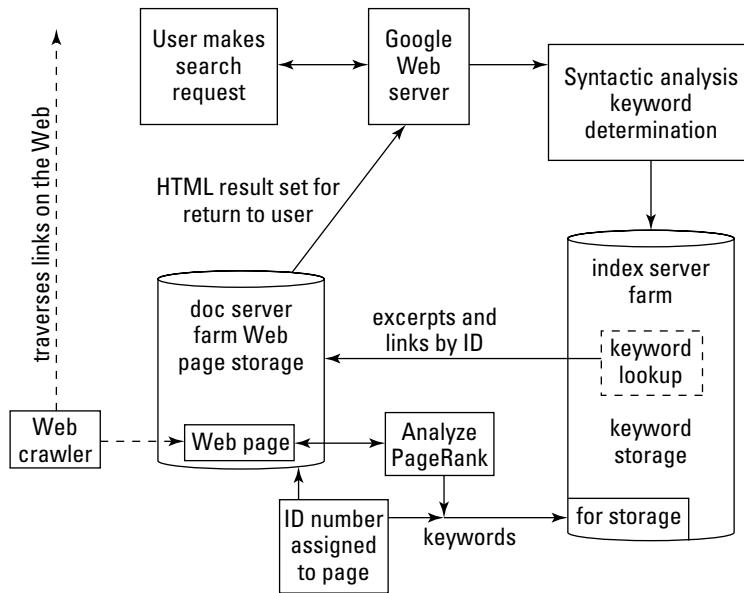 User makes
search
request
Google
Web
server
Syntactic analysis
keyword
determination
traverses links on the Web
HTML result set for
return to user
index server
farm
doc server
farm Web
page storage
excerpts and
links by ID
keyword
lookup
Web
crawler
Web page
Analyze
PageRank
keyword
storage
ID number
assigned
to page
keywords
for storage